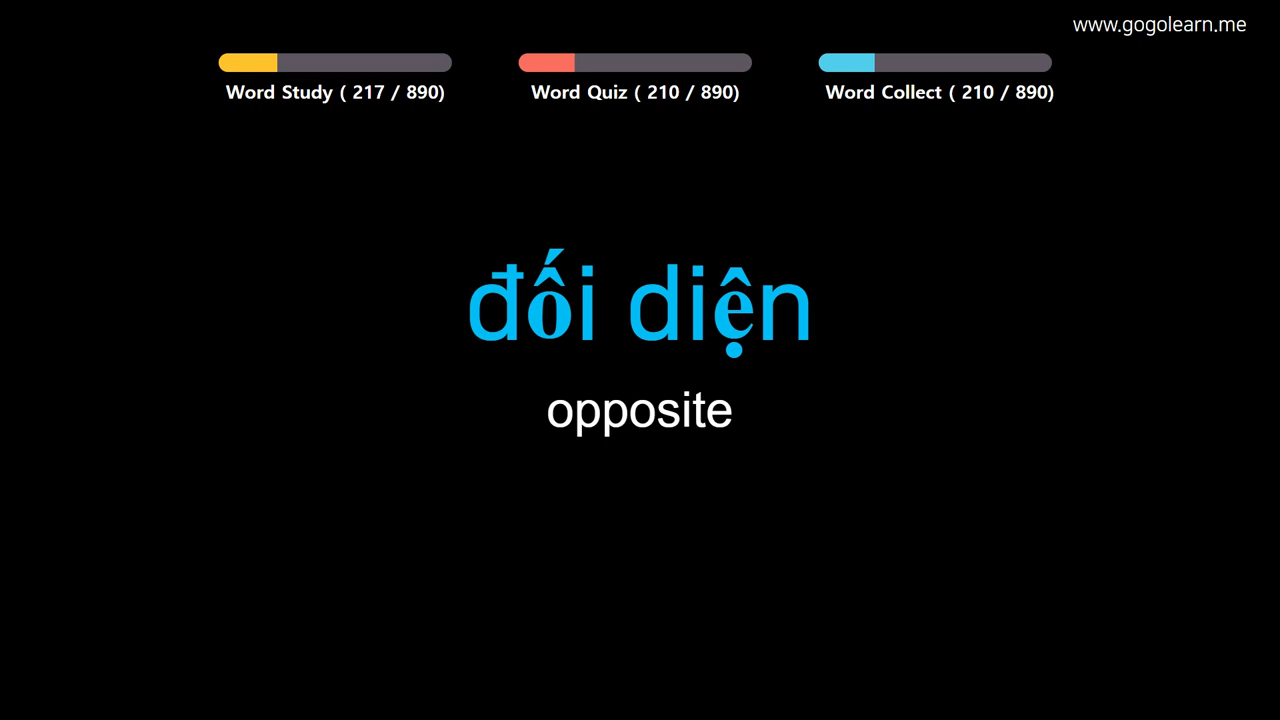 www.gogolearn.me
Word Study ( 217 / 890)
Word Quiz ( 210 / 890)
Word Collect ( 210 / 890)
đối diện
opposite